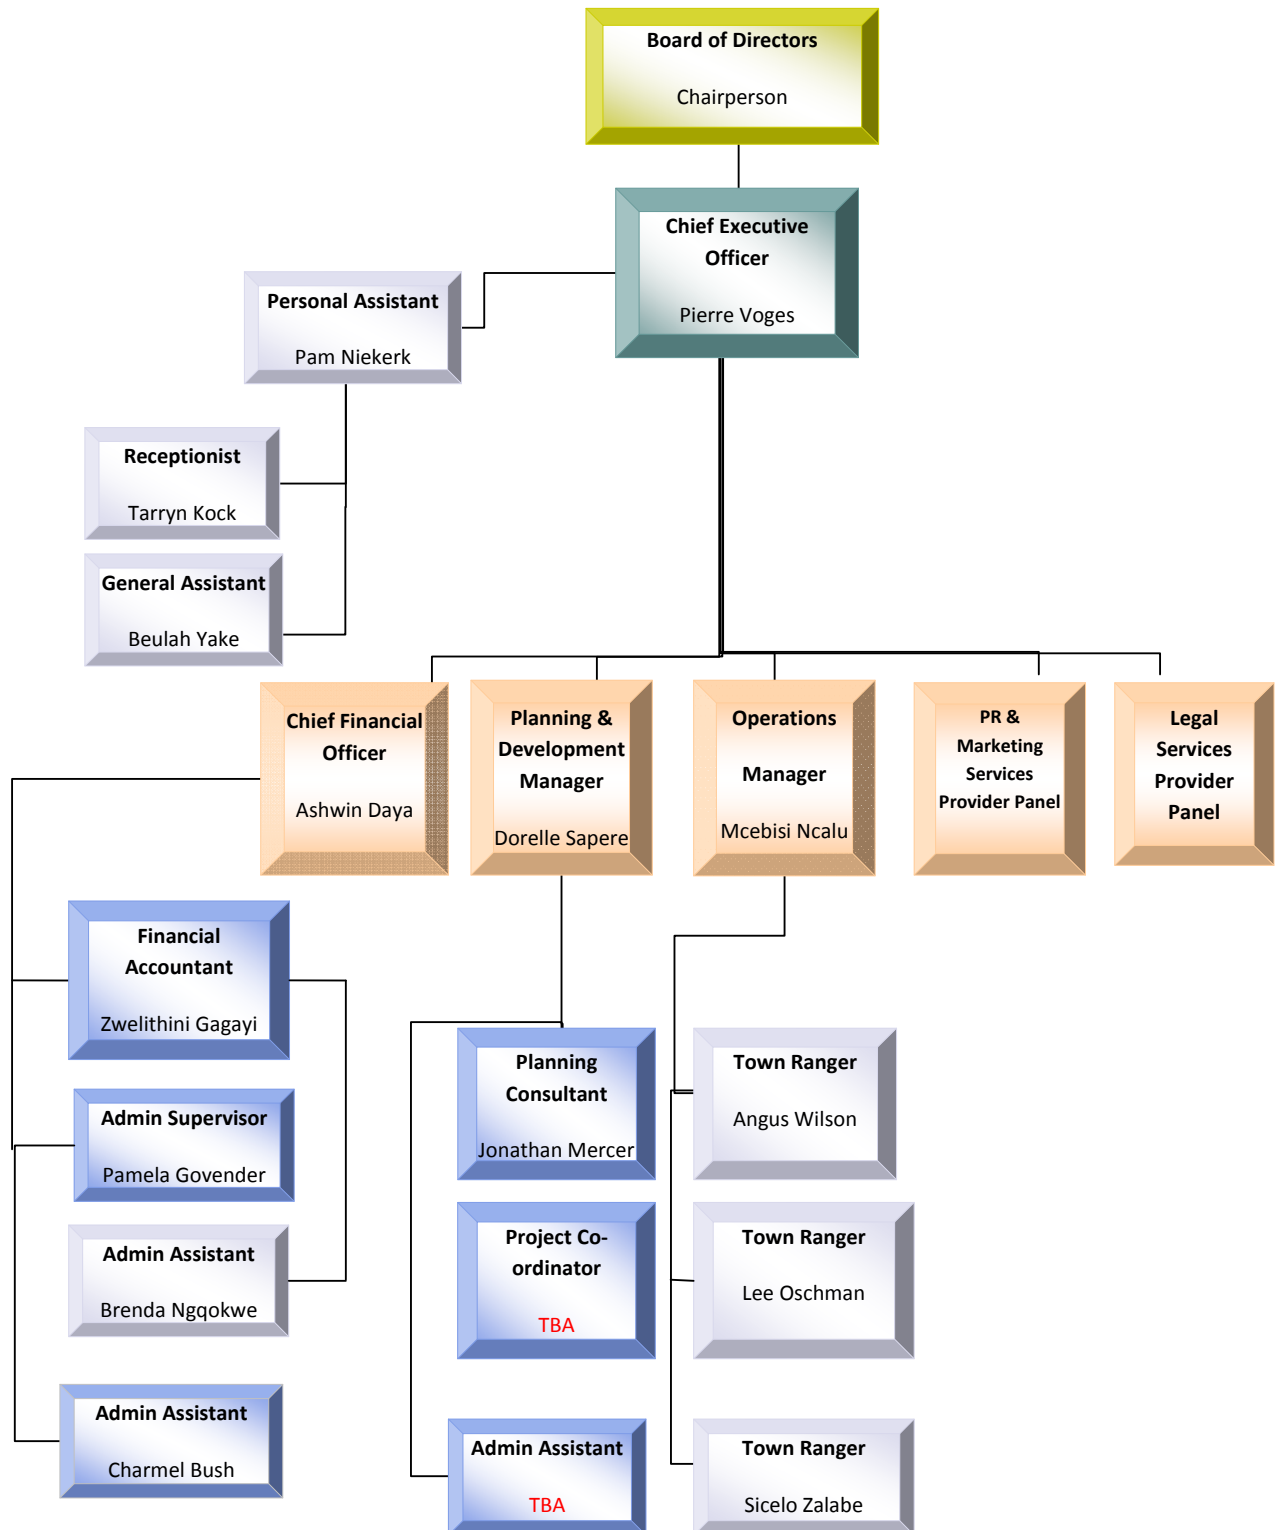 Board of Directors
Chairperson
Chief Executive
Officer
Pierre Voges
Personal Assistant
Pam Niekerk
Receptionist
Tarryn Kock
General Assistant
Beulah Yake
Chief Financial
Officer
Ashwin Daya
Planning &
Development
Manager
Dorelle Sapere
Operations
Manager
Mcebisi Ncalu
PR &
Marketing
Services
Provider Panel
Legal
Services
Provider
Panel
Financial
Accountant
Zwelithini Gagayi
Admin Supervisor
Pamela Govender
Admin Assistant
Brenda Ngqokwe
Admin Assistant
Charmel Bush
Planning
Consultant
Jonathan Mercer
Project Co-
ordinator
TBA
Admin Assistant
TBA
Town Ranger
Angus Wilson
Town Ranger
Lee Oschman
Town Ranger
Sicelo Zalabe